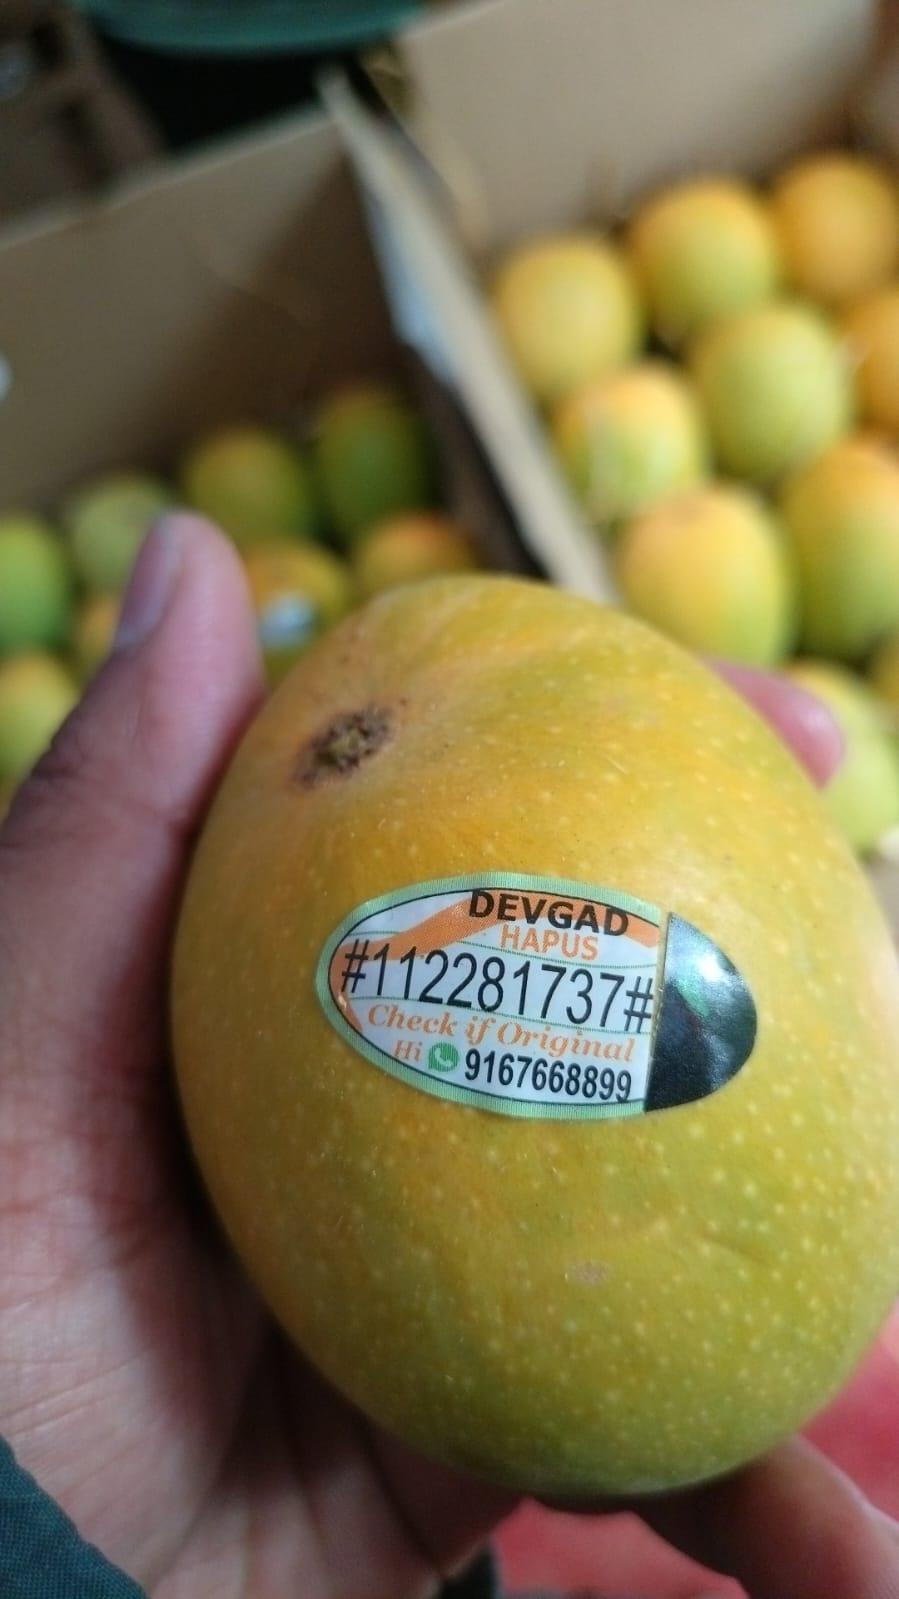 DEVGAD
HAPUS
#112281737#
Check if Original
Hi 9167668899